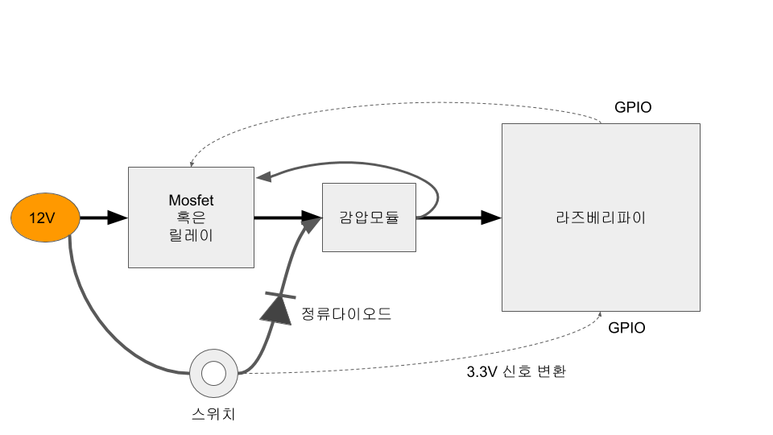 GPIO
Mosfet
혹은
릴레이
12V
감압모듈
라즈베리파이
정류다이오드
GPIO
3.3V 신호 변환
스위치